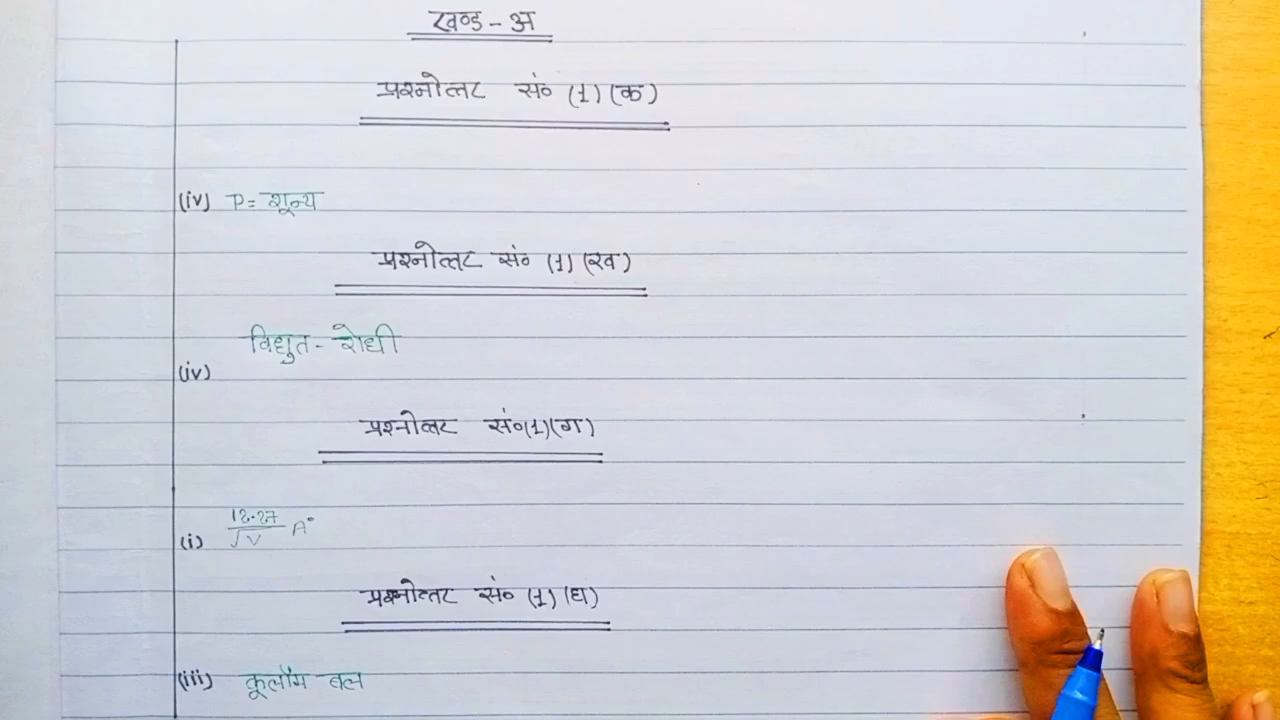 खण्ड - अ
प्रश्नोत्तर सं० (1) (क)
(iv) P = शून्य
प्रश्नोत्तर सं० (1) (ख)
विद्युत - रोधी
(iv)
प्रश्नोत्तर सं० (1) (ग)
(i) 12.27/√V A°
प्रश्नोत्तर सं० (1) (घ)
(iii) कूलॉम बल